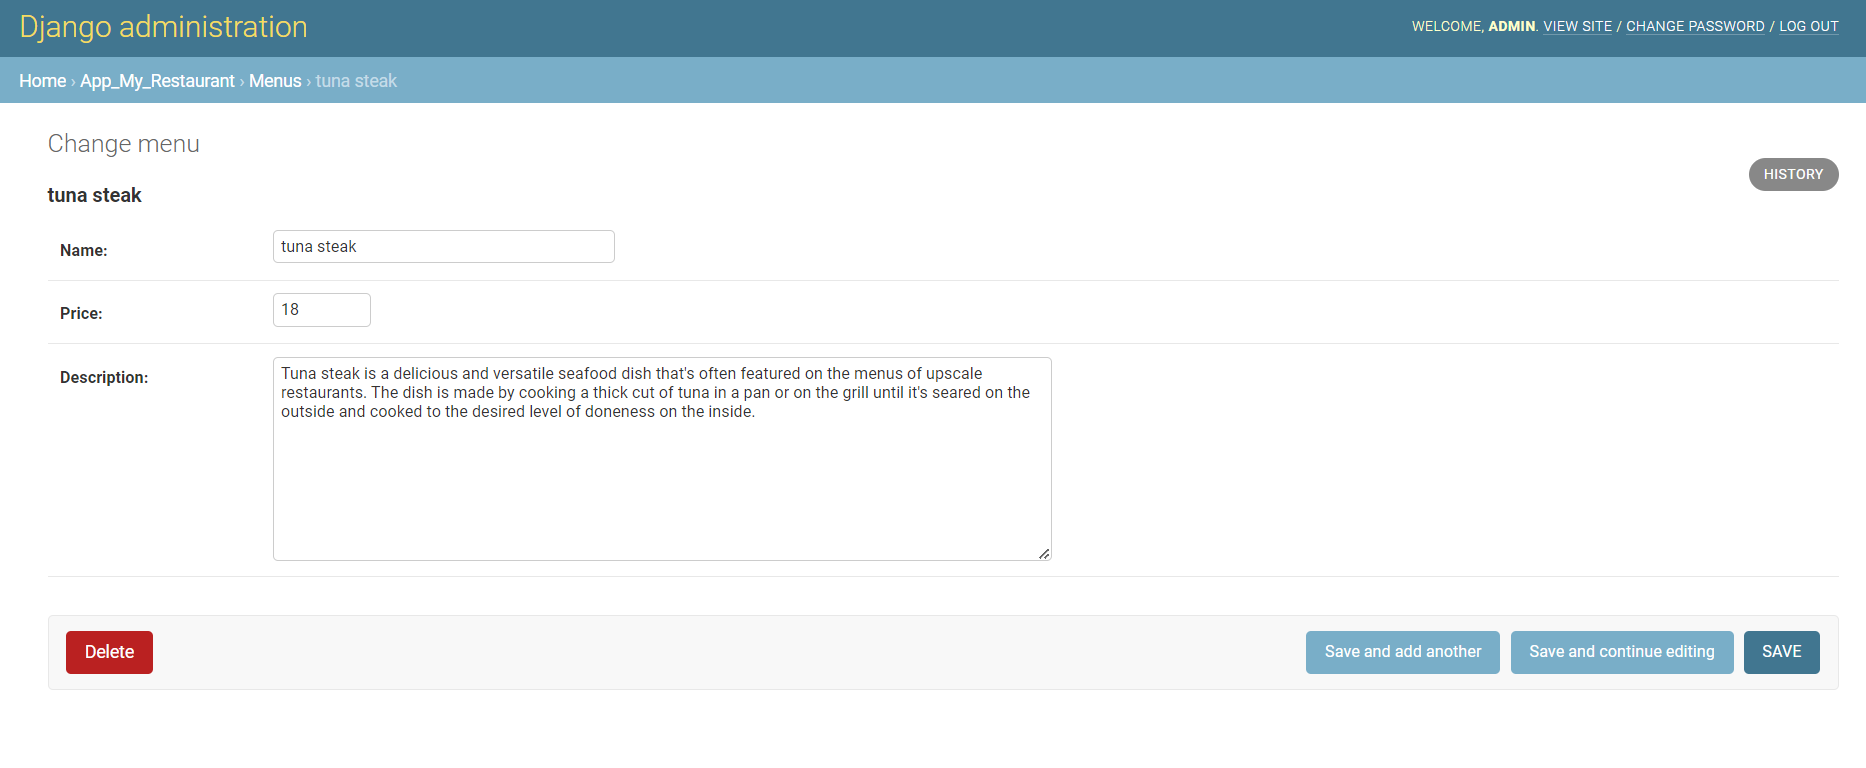 Django administration
WELCOME, ADMIN. VIEW SITE / CHANGE PASSWORD / LOG OUT
Home › App_My_Restaurant › Menus › tuna steak
Change menu
HISTORY
tuna steak
Name: tuna steak
Price: 18
Description: Tuna steak is a delicious and versatile seafood dish that's often featured on the menus of upscale
restaurants. The dish is made by cooking a thick cut of tuna in a pan or on the grill until it's seared on the
outside and cooked to the desired level of doneness on the inside.
Delete Save and add another Save and continue editing SAVE